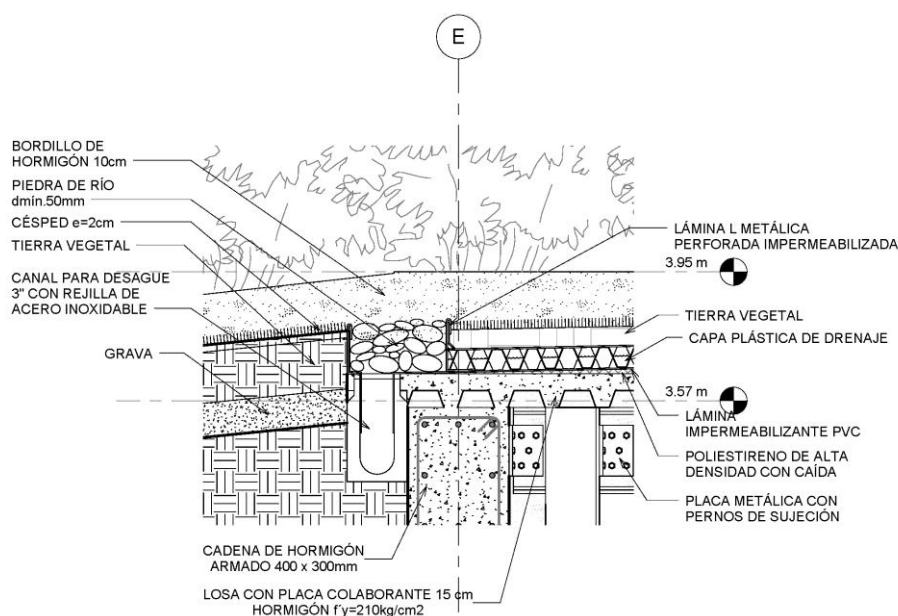 E
BORDILLO DE
HORMIGÓN 10cm
PIEDRA DE RÍO
dmín.50mm
CÉSPED e=2cm
TIERRA VEGETAL
CANAL PARA DESAGUE
3" CON REJILLA DE
ACERO INOXIDABLE
GRAVA
LÁMINA L METÁLICA
PERFORADA IMPERMEABILIZADA
3.95 m
TIERRA VEGETAL
CAPA PLÁSTICA DE DRENAJE
3.57 m
LÁMINA
IMPERMEABILIZANTE PVC
POLIESTIRENO DE ALTA
DENSIDAD CON CAÍDA
PLACA METÁLICA CON
PERNOS DE SUJECIÓN
CADENA DE HORMIGÓN
ARMADO 400 x 300mm
LOSA CON PLACA COLABORANTE 15 cm
HORMIGÓN f'y=210kg/cm2